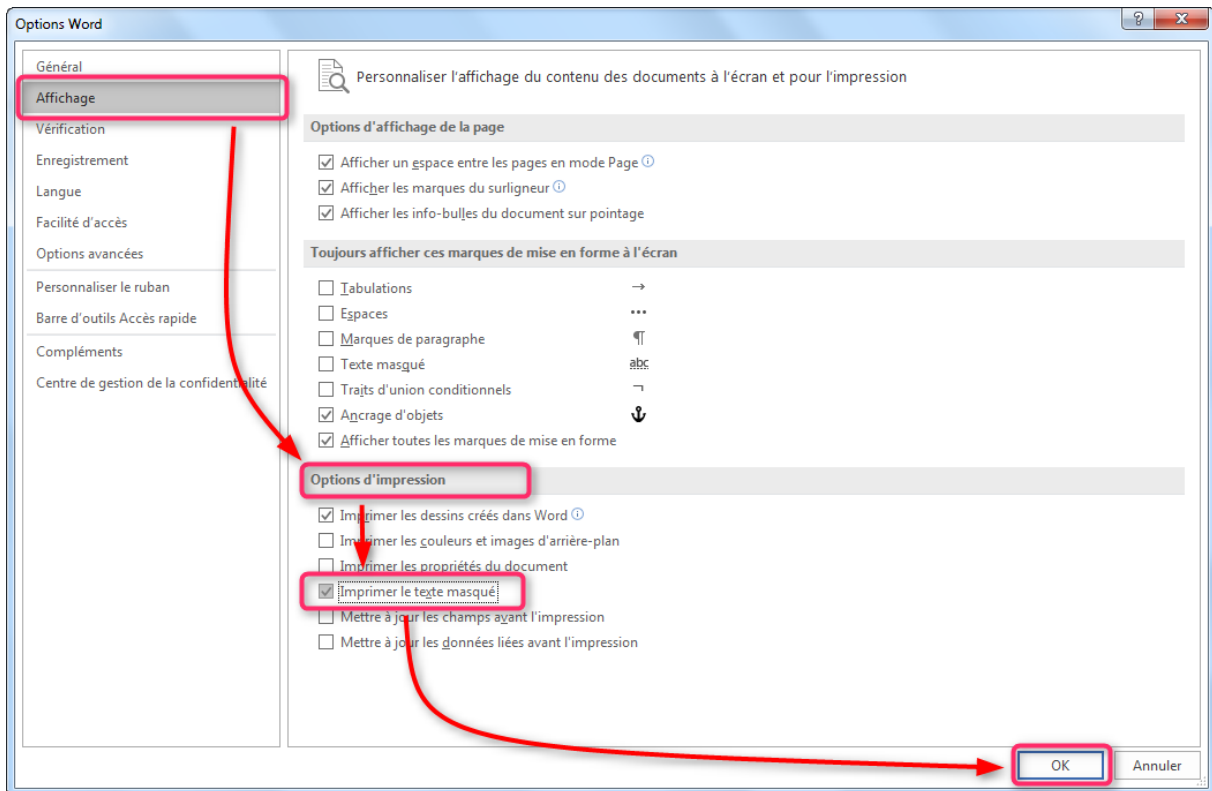 Options Word
Général
Affichage
Vérification
Enregistrement
Langue
Facilité d'accès
Options avancées
Personnaliser le ruban
Barre d'outils Accès rapide
Compléments
Centre de gestion de la confidentialité
Personnaliser l'affichage du contenu des documents à l'écran et pour l'impression
Options d'affichage de la page
Afficher un espace entre les pages en mode Page
Afficher les marques du surligneur
Afficher les info-bulles du document sur pointage
Toujours afficher ces marques de mise en forme à l'écran
Tabulations →
Espaces ···
Marques de paragraphe ¶
Texte masqué abc
Traits d'union conditionnels ¬
Ancrage d'objets
Afficher toutes les marques de mise en forme
Options d'impression
Imprimer les dessins créés dans Word
Imprimer les couleurs et images d'arrière-plan
Imprimer les propriétés du document
Imprimer le texte masqué
Mettre à jour les champs avant l'impression
Mettre à jour les données liées avant l'impression
OK Annuler